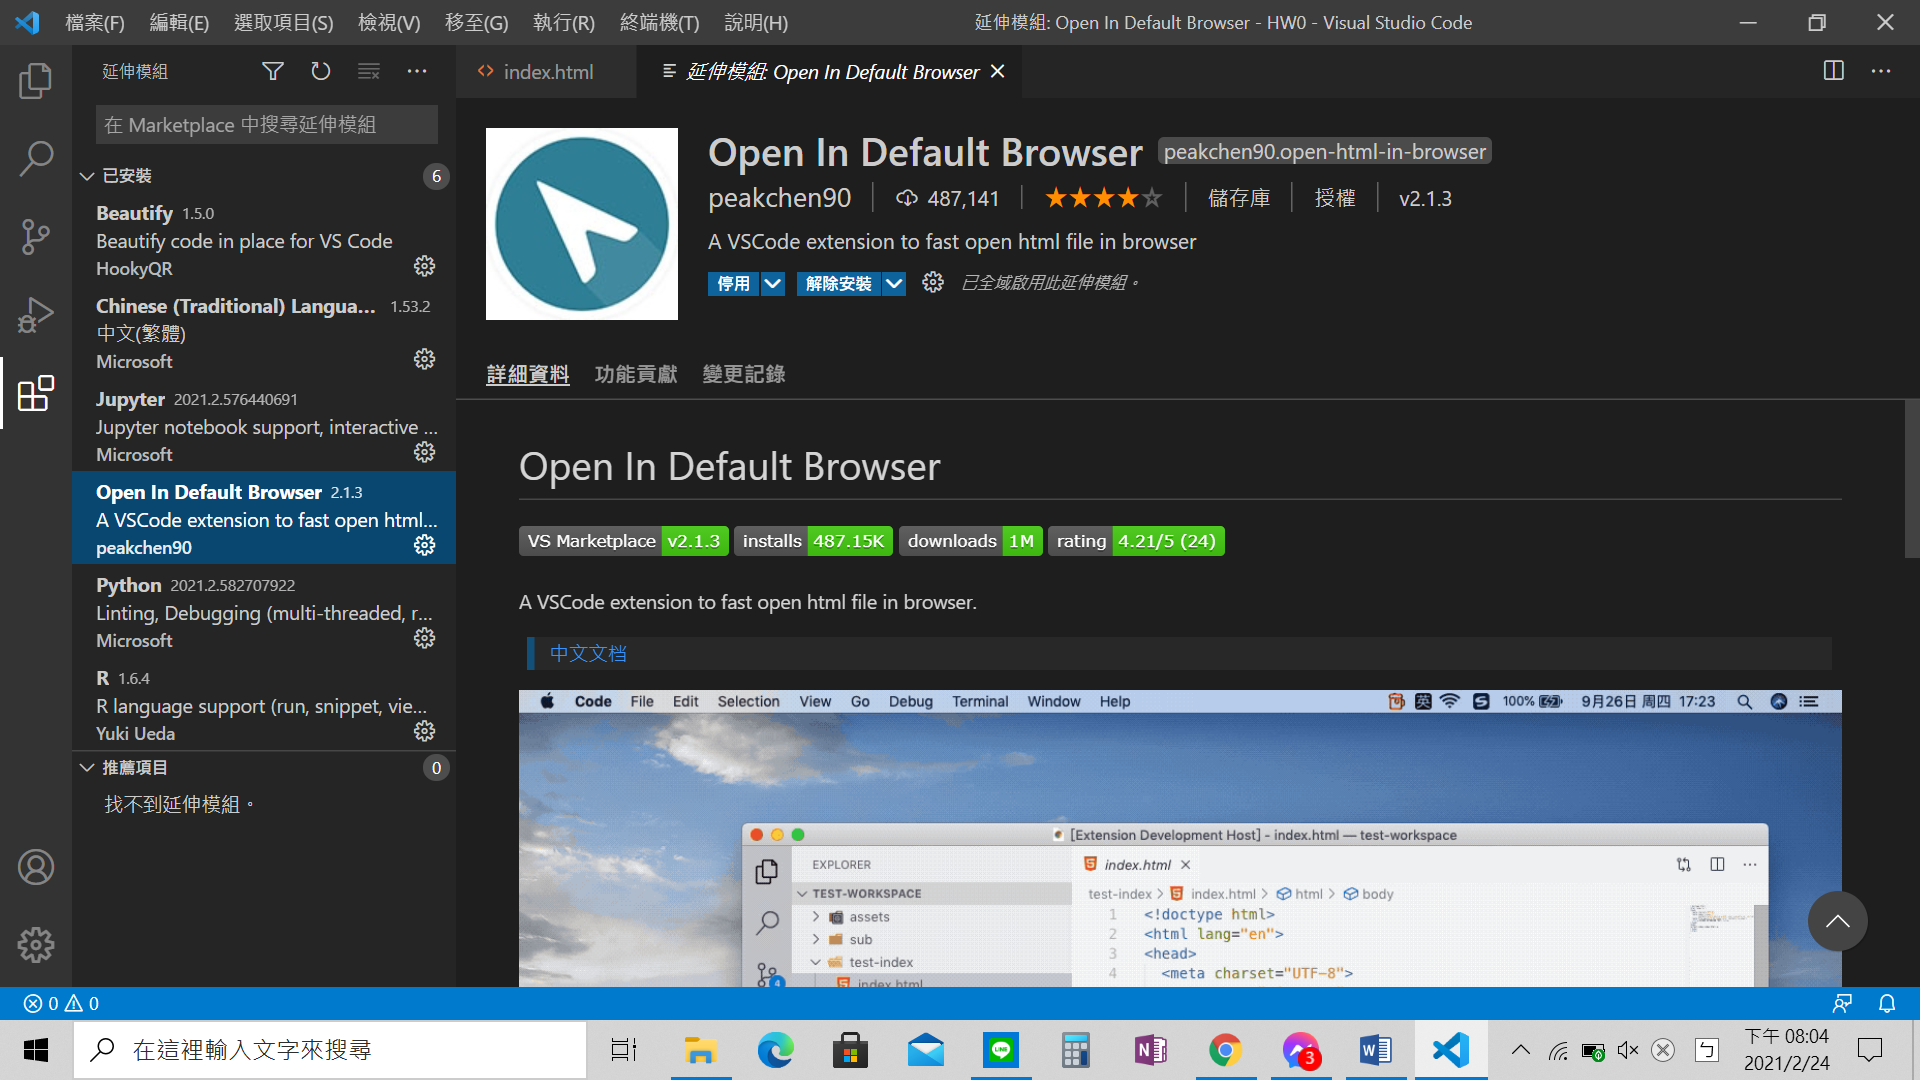 檔案(F) 編輯(E) 選取項目(S) 檢視(V) 移至(G) 執行(R) 終端機(T) 說明(H) 延伸模組: Open In Default Browser - HW0 - Visual Studio Code
延伸模組
index.html
延伸模組: Open In Default Browser
在 Marketplace 中搜尋延伸模組
已安裝 6
Beautify 1.5.0
Beautify code in place for VS Code
HookyQR
Chinese (Traditional) Langua... 1.53.2
中文(繁體)
Microsoft
Jupyter 2021.2.576440691
Jupyter notebook support, interactive ...
Microsoft
Open In Default Browser 2.1.3
A VSCode extension to fast open html...
peakchen90
Python 2021.2.582707922
Linting, Debugging (multi-threaded, r...
Microsoft
R 1.6.4
R language support (run, snippet, vie...
Yuki Ueda
推薦項目 0
找不到延伸模組。
Open In Default Browser peakchen90.open-html-in-browser
peakchen90 487,141 儲存庫 授權 v2.1.3
A VSCode extension to fast open html file in browser
停用 解除安裝 已全域啟用此延伸模組。
詳細資料 功能貢獻 變更記錄
Open In Default Browser
VS Marketplace v2.1.3 installs 487.15K downloads 1M rating 4.21/5 (24)
A VSCode extension to fast open html file in browser.
中文文档
Code File Edit Selection View Go Debug Terminal Window Help 英 100% 9月26日 周四 17:23
[Extension Development Host] - index.html — test-workspace
EXPLORER
index.html
TEST-WORKSPACE
assets
sub
test-index
index.html
4
test-index > index.html > html > body
1 <!doctype html>
2 <html lang="en">
3 <head>
4 <meta charset="UTF-8">
0 0
在這裡輸入文字來搜尋
LINE
3
ㄅ
下午 08:04
2021/2/24